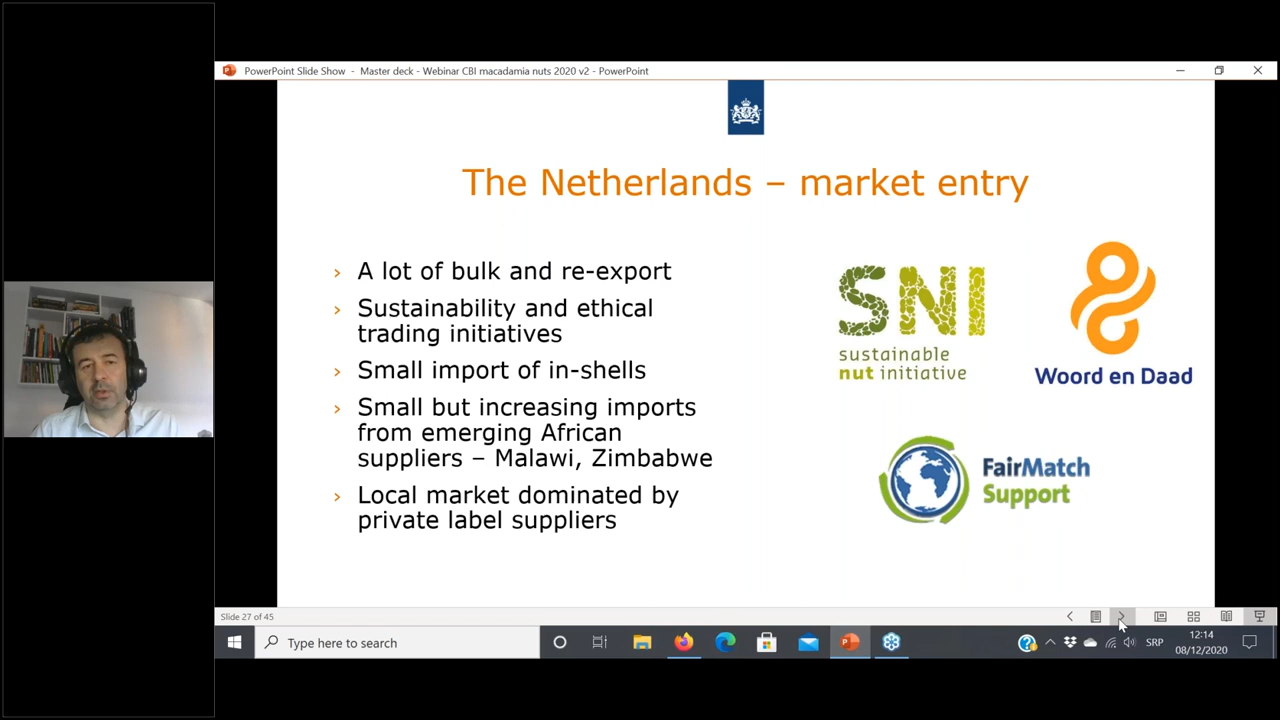 PowerPoint Slide Show - Master deck - Webinar CBI macadamia nuts 2020 v2 - PowerPoint
The Netherlands – market entry
› A lot of bulk and re-export
› Sustainability and ethical
trading initiatives
› Small import of in-shells
› Small but increasing imports
from emerging African
suppliers – Malawi, Zimbabwe
› Local market dominated by
private label suppliers
SNI
sustainable
nut initiative
Woord en Daad
FairMatch
Support
Slide 27 of 45
Type here to search
SRP
12:14
08/12/2020